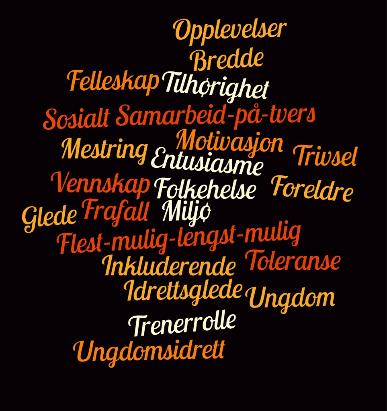 Opplevelser
Bredde
Felleskap Tilhørighet
Sosialt Samarbeid-på-tvers
Mestring Motivasjon Trivsel
Entusiasme
Vennskap Folkehelse Foreldre
Glede Frafall Miljø
Flest-mulig-lengst-mulig
Inkluderende Toleranse
Idrettsglede Ungdom
Trenerrolle
Ungdomsidrett